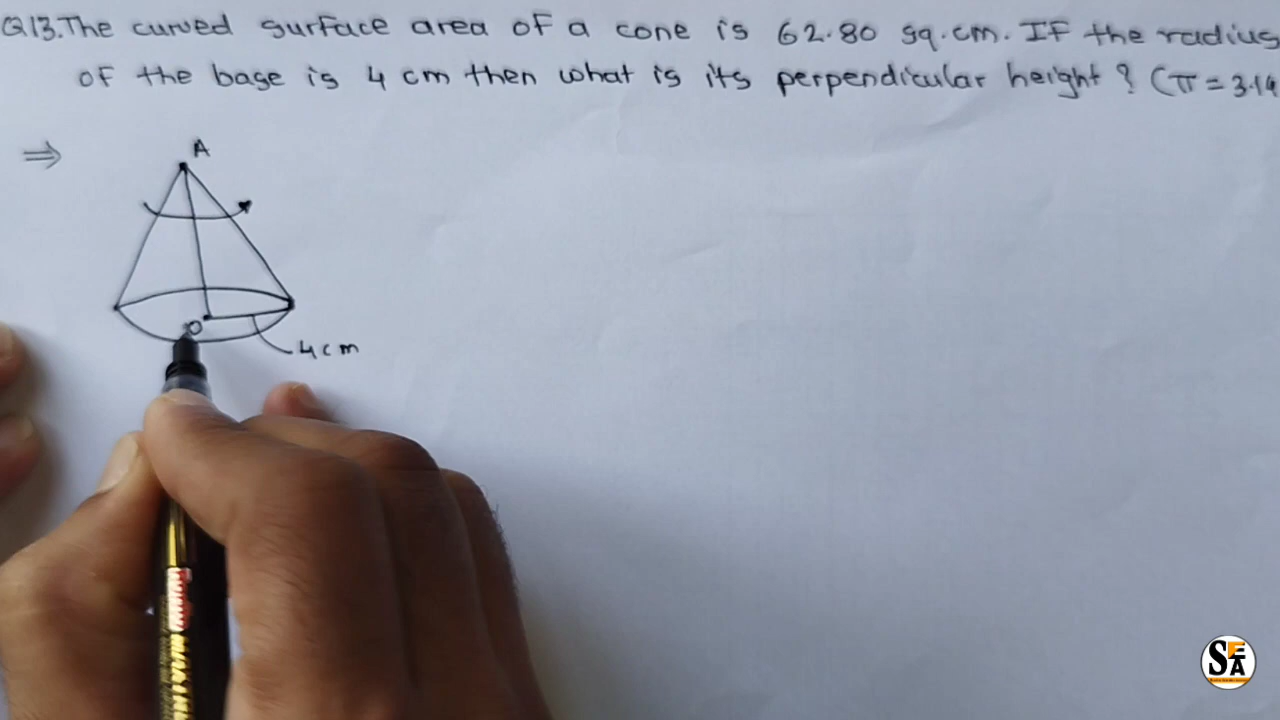 Q13.The curved surface area of a cone is 62.80 sq.cm. If the radius
of the base is 4 cm then what is its perpendicular height ? (π = 3.14
⇒
A
O
4cm
SEA